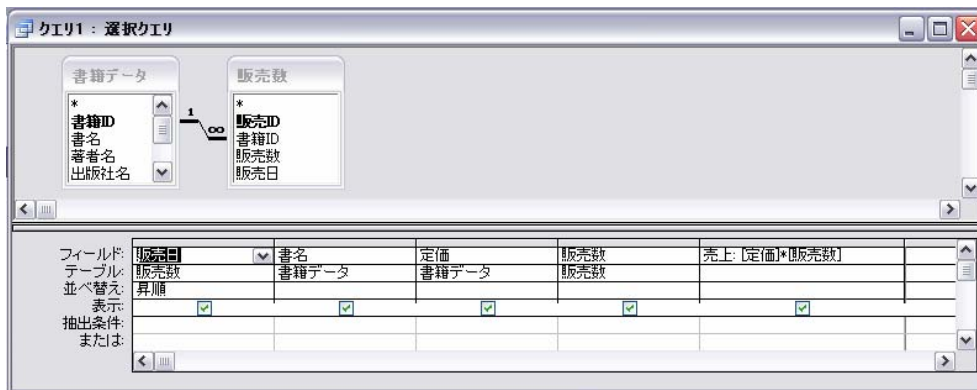 クエリ1 : 選択クエリ
書籍データ
*
書籍ID
書名
著者名
出版社名
1
∞
販売数
*
販売ID
書籍ID
販売数
販売日
フィールド: 販売日 書名 定価 販売数 売上: [定価]*[販売数]
テーブル: 販売数 書籍データ 書籍データ 販売数
並べ替え: 昇順
表示:
抽出条件:
または: